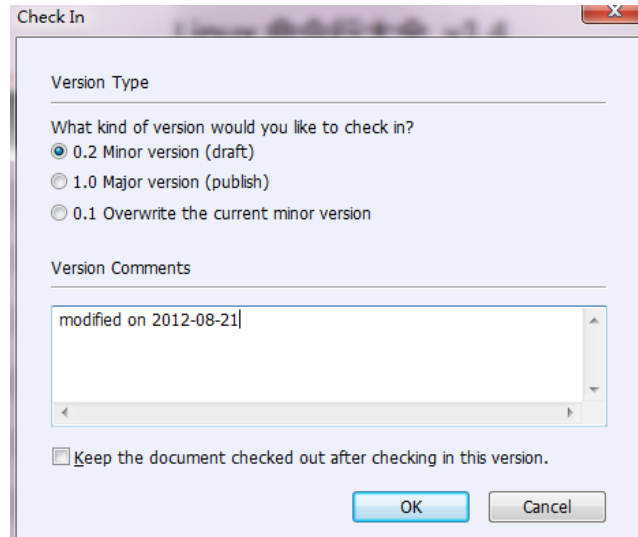 Check In
Version Type
What kind of version would you like to check in?
0.2 Minor version (draft)
1.0 Major version (publish)
0.1 Overwrite the current minor version
Version Comments
modified on 2012-08-21
Keep the document checked out after checking in this version.
OK
Cancel